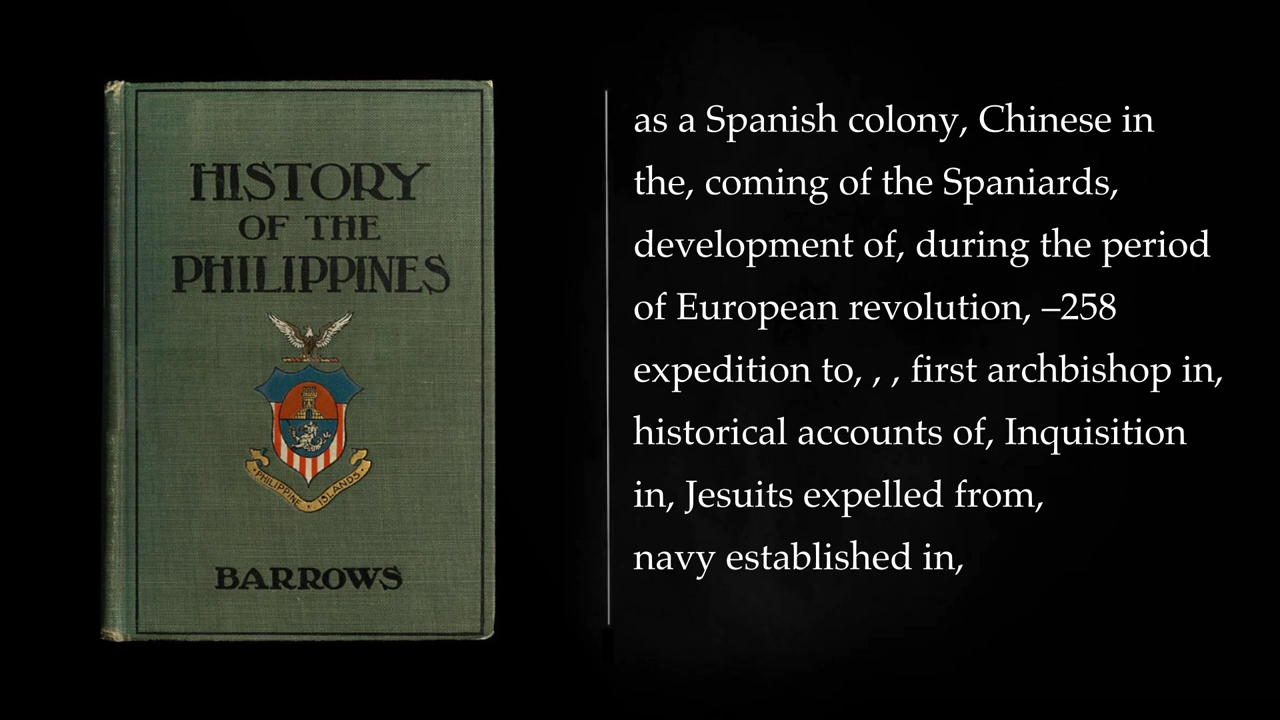 HISTORY
OF THE
PHILIPPINES
PHILIPPINE ISLANDS
BARROWS
as a Spanish colony, Chinese in
the, coming of the Spaniards,
development of, during the period
of European revolution, –258
expedition to, , , first archbishop in,
historical accounts of, Inquisition
in, Jesuits expelled from,
navy established in,